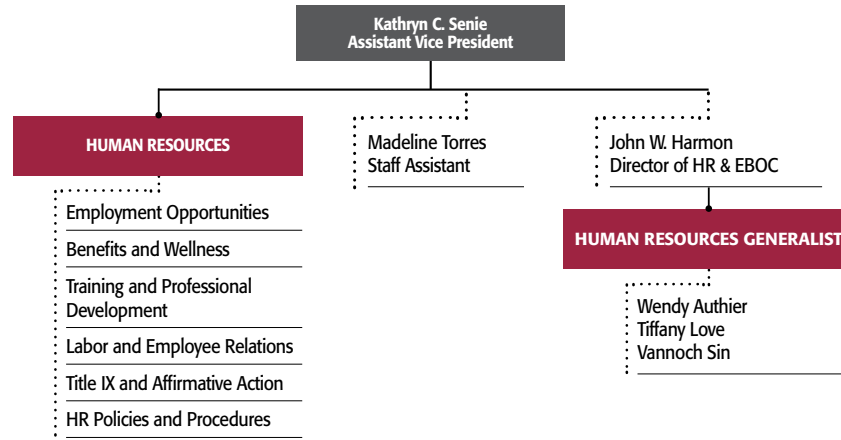 Kathryn C. Senie
Assistant Vice President
HUMAN RESOURCES
Employment Opportunities
Benefits and Wellness
Training and Professional
Development
Labor and Employee Relations
Title IX and Affirmative Action
HR Policies and Procedures
Madeline Torres
Staff Assistant
John W. Harmon
Director of HR & EBOC
HUMAN RESOURCES GENERALIST
Wendy Authier
Tiffany Love
Vannoch Sin